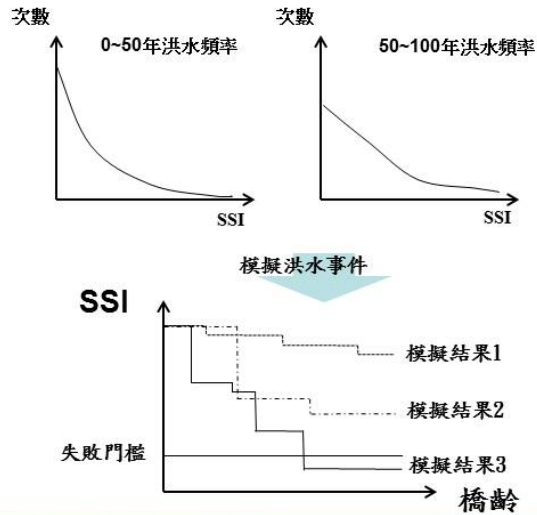 次數
0~50年洪水頻率
SSI
次數
50~100年洪水頻率
SSI
模擬洪水事件
SSI
模擬結果1
模擬結果2
失敗門檻
模擬結果3
橋齡